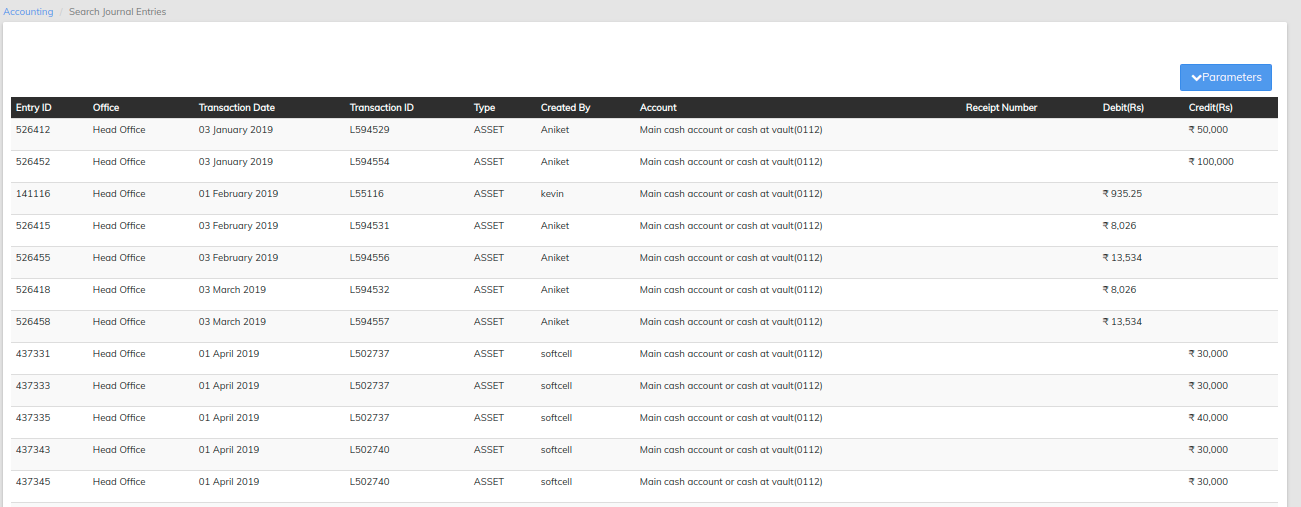 Accounting / Search Journal Entries
Parameters
Entry ID Office Transaction Date Transaction ID Type Created By Account Receipt Number Debit(Rs) Credit(Rs)
526412 Head Office 03 January 2019 L594529 ASSET Aniket Main cash account or cash at vault(0112) ₹ 50,000
526452 Head Office 03 January 2019 L594554 ASSET Aniket Main cash account or cash at vault(0112) ₹ 100,000
141116 Head Office 01 February 2019 L55116 ASSET kevin Main cash account or cash at vault(0112) ₹ 935.25
526415 Head Office 03 February 2019 L594531 ASSET Aniket Main cash account or cash at vault(0112) ₹ 8,026
526455 Head Office 03 February 2019 L594556 ASSET Aniket Main cash account or cash at vault(0112) ₹ 13,534
526418 Head Office 03 March 2019 L594532 ASSET Aniket Main cash account or cash at vault(0112) ₹ 8,026
526458 Head Office 03 March 2019 L594557 ASSET Aniket Main cash account or cash at vault(0112) ₹ 13,534
437331 Head Office 01 April 2019 L502737 ASSET softcell Main cash account or cash at vault(0112) ₹ 30,000
437333 Head Office 01 April 2019 L502737 ASSET softcell Main cash account or cash at vault(0112) ₹ 30,000
437335 Head Office 01 April 2019 L502737 ASSET softcell Main cash account or cash at vault(0112) ₹ 40,000
437343 Head Office 01 April 2019 L502740 ASSET softcell Main cash account or cash at vault(0112) ₹ 30,000
437345 Head Office 01 April 2019 L502740 ASSET softcell Main cash account or cash at vault(0112) ₹ 30,000